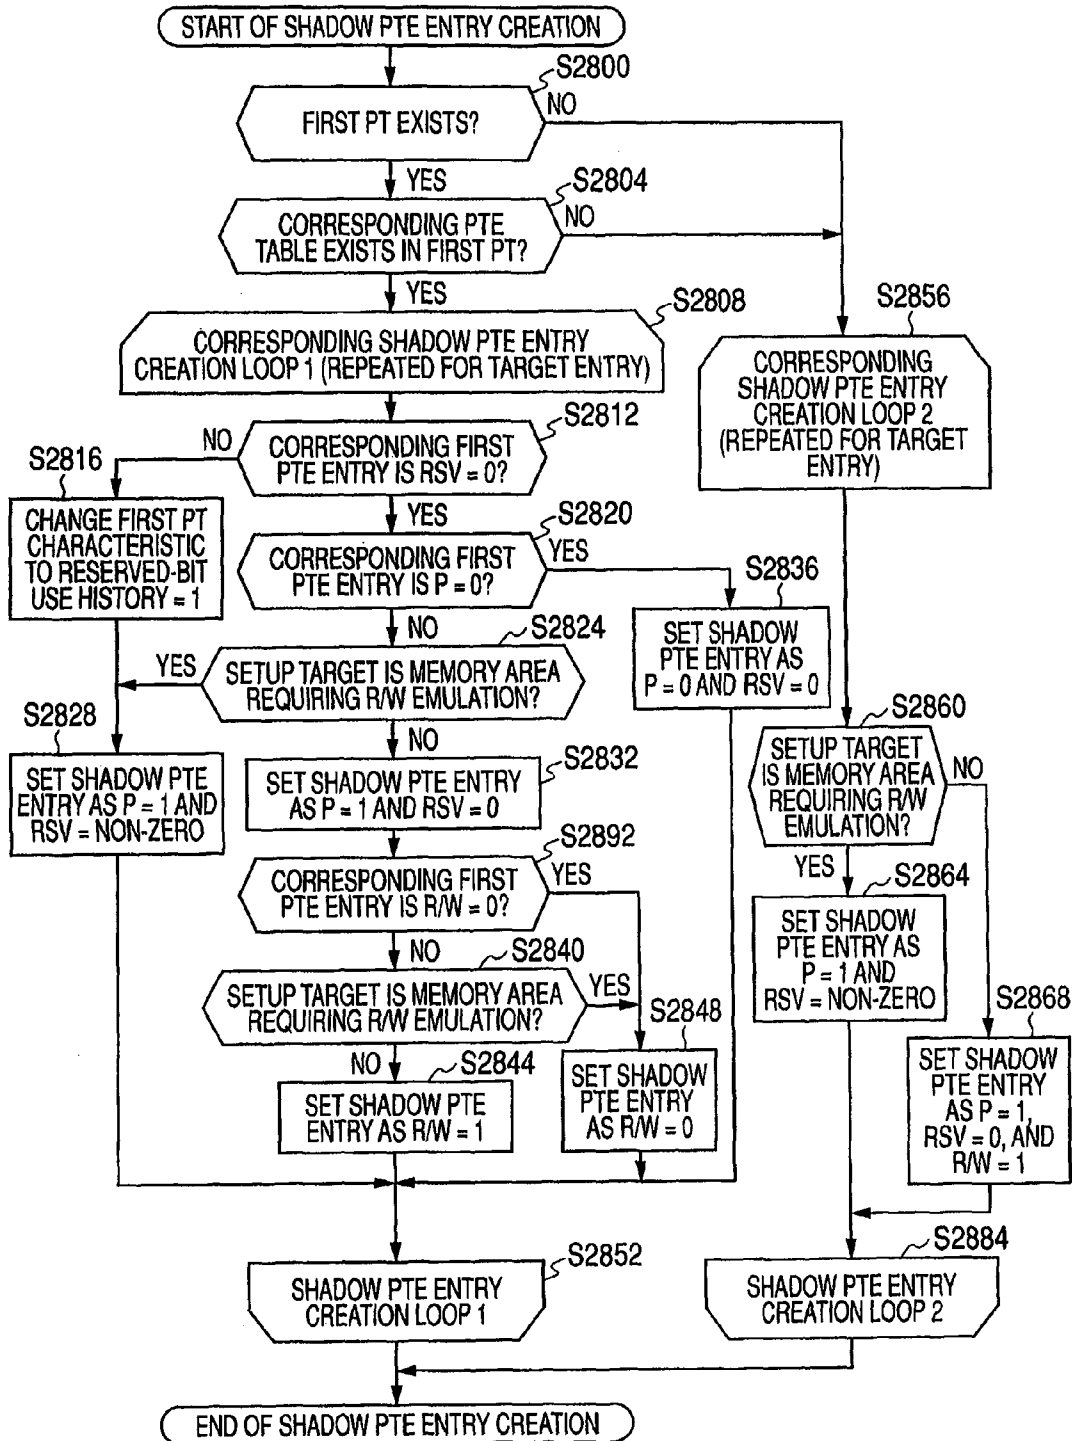 START OF SHADOW PTE ENTRY CREATION
S2800
FIRST PT EXISTS?
NO
YES
S2804
CORRESPONDING PTE
TABLE EXISTS IN FIRST PT?
NO
YES
S2808
CORRESPONDING SHADOW PTE ENTRY
CREATION LOOP 1 (REPEATED FOR TARGET ENTRY)
S2856
CORRESPONDING
SHADOW PTE ENTRY
CREATION LOOP 2
(REPEATED FOR TARGET
ENTRY)
S2812
CORRESPONDING FIRST
PTE ENTRY IS RSV = 0?
NO
YES
S2816
CHANGE FIRST PT
CHARACTERISTIC
TO RESERVED-BIT
USE HISTORY = 1
S2820
CORRESPONDING FIRST
PTE ENTRY IS P = 0?
YES
NO
S2836
SET SHADOW
PTE ENTRY AS
P = 0 AND RSV = 0
S2824
SETUP TARGET IS MEMORY AREA
REQUIRING R/W EMULATION?
YES
NO
S2828
SET SHADOW PTE
ENTRY AS P = 1 AND
RSV = NON-ZERO
S2832
SET SHADOW PTE ENTRY
AS P = 1 AND RSV = 0
S2860
SETUP TARGET
IS MEMORY AREA
REQUIRING R/W
EMULATION?
NO
YES
S2892
CORRESPONDING FIRST
PTE ENTRY IS R/W = 0?
YES
NO
S2864
SET SHADOW
PTE ENTRY AS
P = 1 AND
RSV = NON-ZERO
S2840
SETUP TARGET IS MEMORY AREA
REQUIRING R/W EMULATION?
YES
NO
S2868
SET SHADOW
PTE ENTRY
AS P = 1,
RSV = 0, AND
R/W = 1
S2848
SET SHADOW
PTE ENTRY
AS R/W = 0
S2844
SET SHADOW PTE
ENTRY AS R/W = 1
S2852
SHADOW PTE ENTRY
CREATION LOOP 1
S2884
SHADOW PTE ENTRY
CREATION LOOP 2
END OF SHADOW PTE ENTRY CREATION